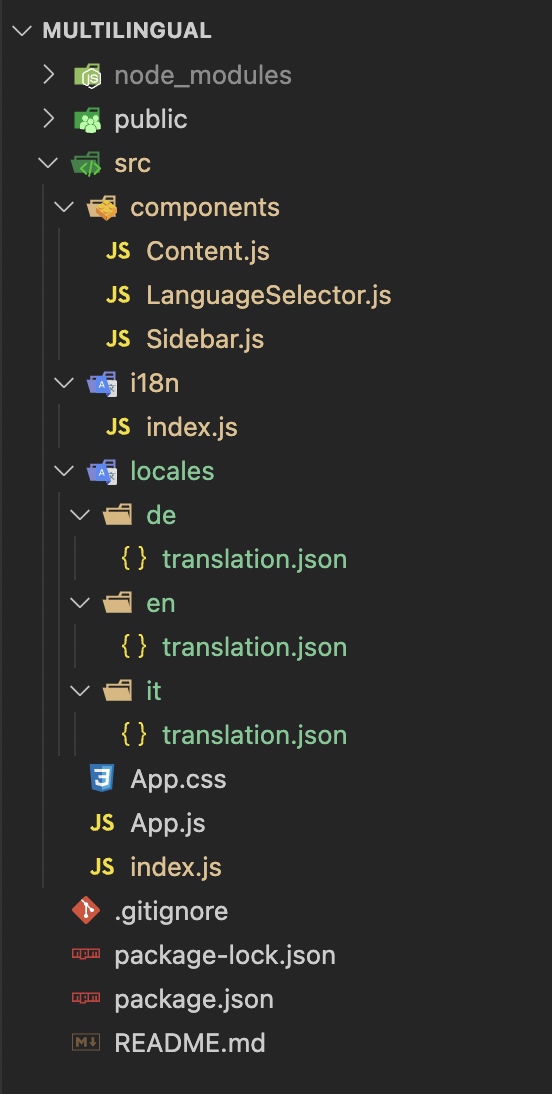 MULTILINGUAL
node_modules
public
src
components
JS Content.js
JS LanguageSelector.js
JS Sidebar.js
i18n
JS index.js
locales
de
{ } translation.json
en
{ } translation.json
it
{ } translation.json
App.css
JS App.js
JS index.js
.gitignore
package-lock.json
package.json
README.md